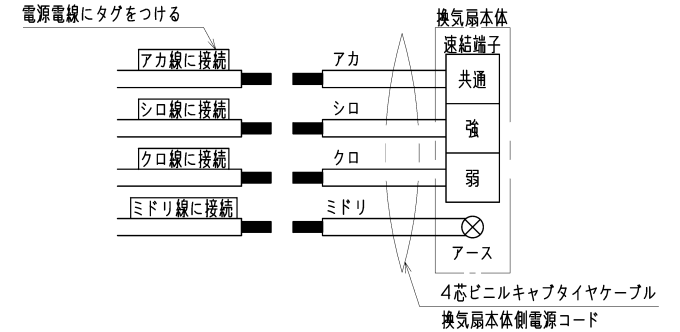 電源電線にタグをつける
換気扇本体
速結端子
アカ線に接続
アカ
共通
シロ線に接続
シロ
強
クロ線に接続
クロ
弱
ミドリ線に接続
ミドリ
アース
4芯ビニルキャブタイヤケーブル
換気扇本体側電源コード